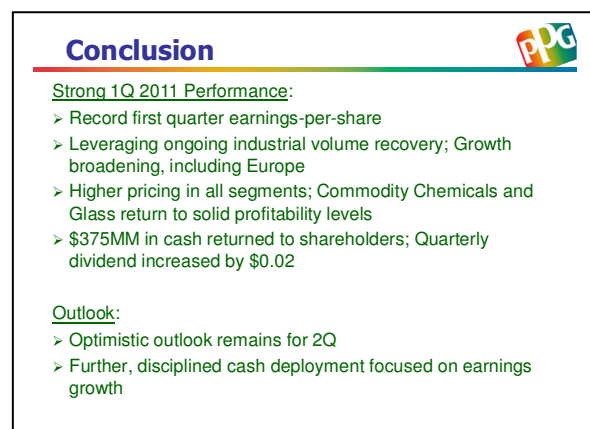 Conclusion
PPG
Strong 1Q 2011 Performance:
➢ Record first quarter earnings-per-share
➢ Leveraging ongoing industrial volume recovery; Growth
broadening, including Europe
➢ Higher pricing in all segments; Commodity Chemicals and
Glass return to solid profitability levels
➢ $375MM in cash returned to shareholders; Quarterly
dividend increased by $0.02
Outlook:
➢ Optimistic outlook remains for 2Q
➢ Further, disciplined cash deployment focused on earnings
growth